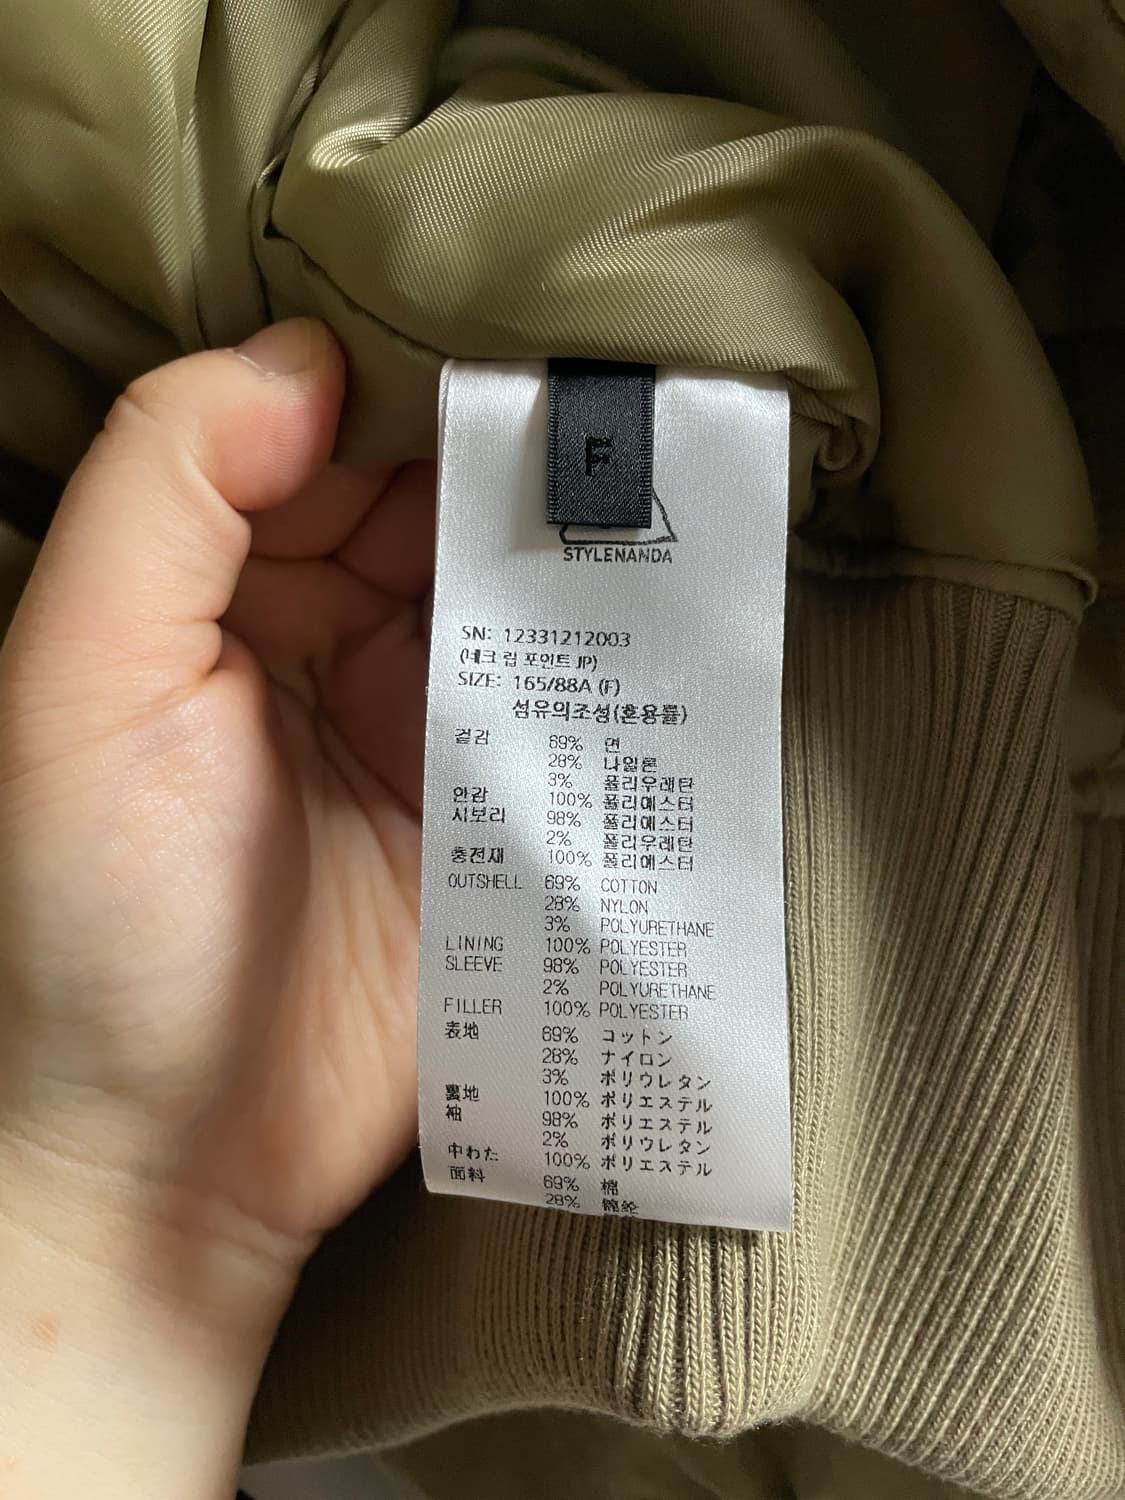 F
STYLENANDA
SN: 12331212003
(네크 립 포인트 JP)
SIZE: 165/88A (F)
섬유의조성(혼용률)
겉감 69% 면
28% 나일론
3% 폴리우레탄
안감 100% 폴리에스터
시보리 98% 폴리에스터
2% 폴리우레탄
충전재 100% 폴리에스터
OUTSHELL 69% COTTON
28% NYLON
3% POLYURETHANE
LINING 100% POLYESTER
SLEEVE 98% POLYESTER
2% POLYURETHANE
FILLER 100% POLYESTER
表地 69% コットン
28% ナイロン
3% ポリウレタン
裏地 100% ポリエステル
袖 98% ポリエステル
2% ポリウレタン
中わた 100% ポリエステル
面料 69% 棉
28% 锦纶